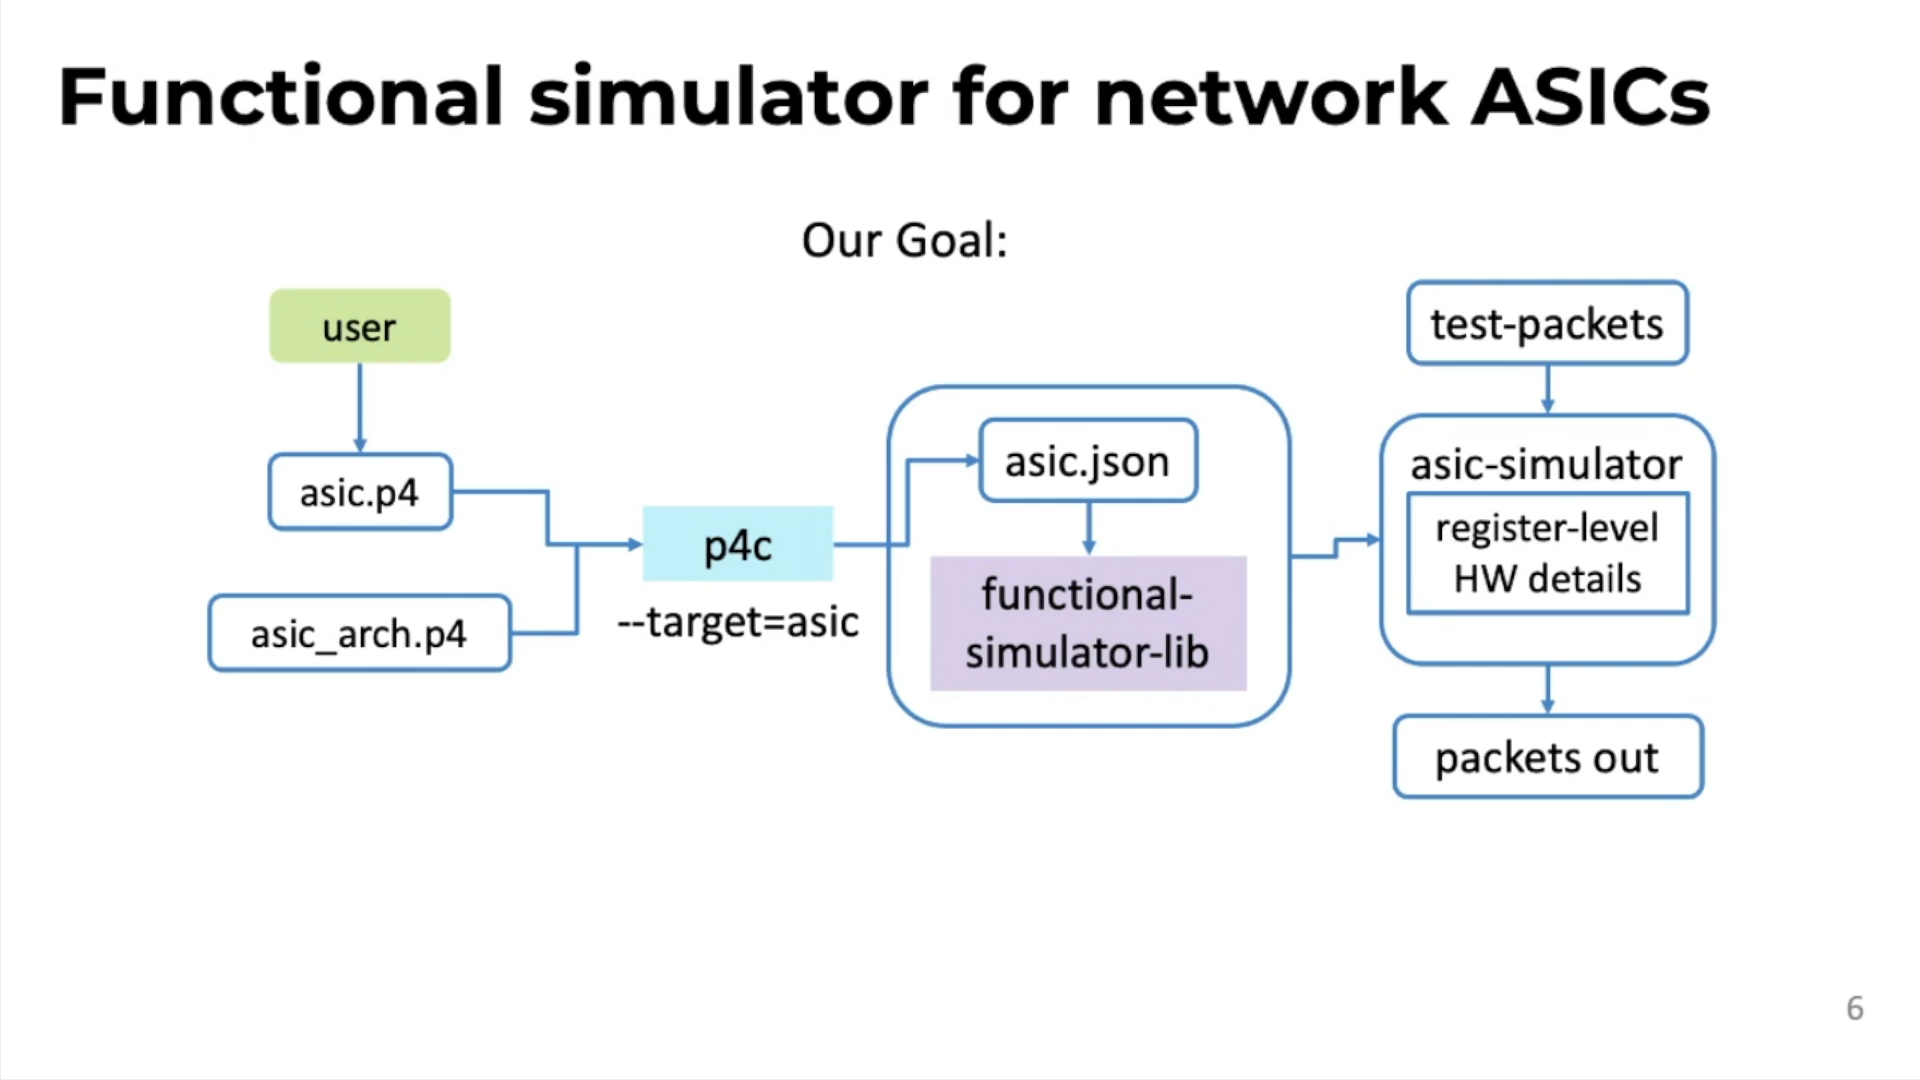 Functional simulator for network ASICs
Our Goal:
user
asic.p4
asic_arch.p4
p4c
--target=asic
asic.json
functional-
simulator-lib
test-packets
asic-simulator
register-level
HW details
packets out
6